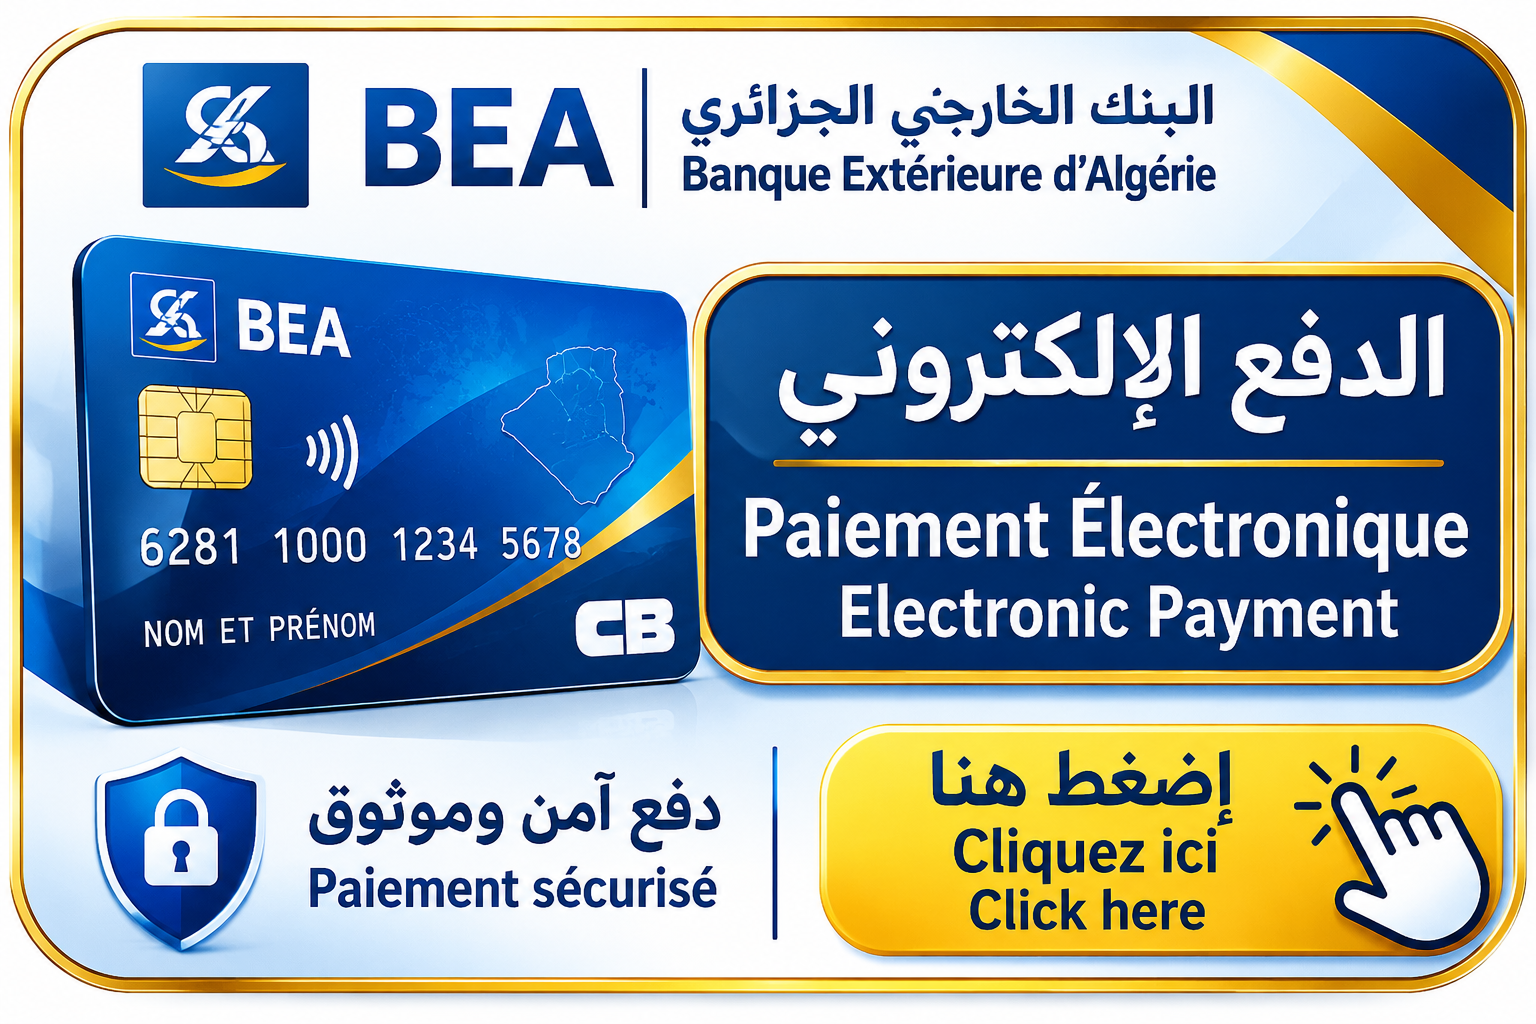 BEA
البنك الخارجي الجزائري
Banque Extérieure d'Algérie
BEA
6281 1000 1234 5678
NOM ET PRÉNOM
CB
الدفع الإلكتروني
Paiement Électronique
Electronic Payment
دفع آمن وموثوق
Paiement sécurisé
إضغط هنا
Cliquez ici
Click here